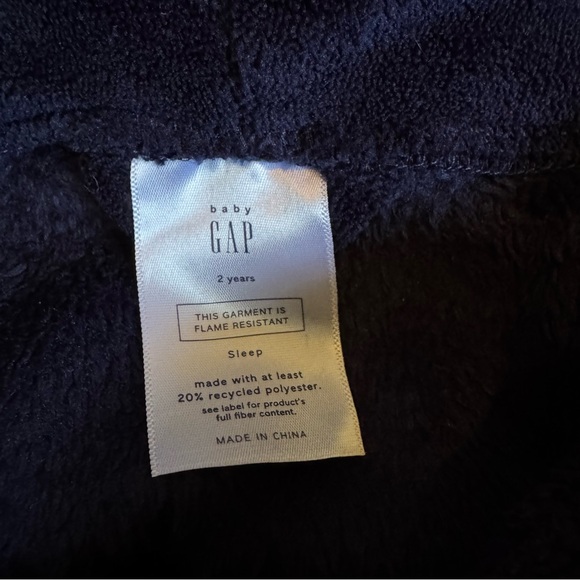 baby
GAP
2 years
THIS GARMENT IS
FLAME RESISTANT
Sleep
made with at least
20% recycled polyester.
see label for product's
full fiber content.
MADE IN CHINA